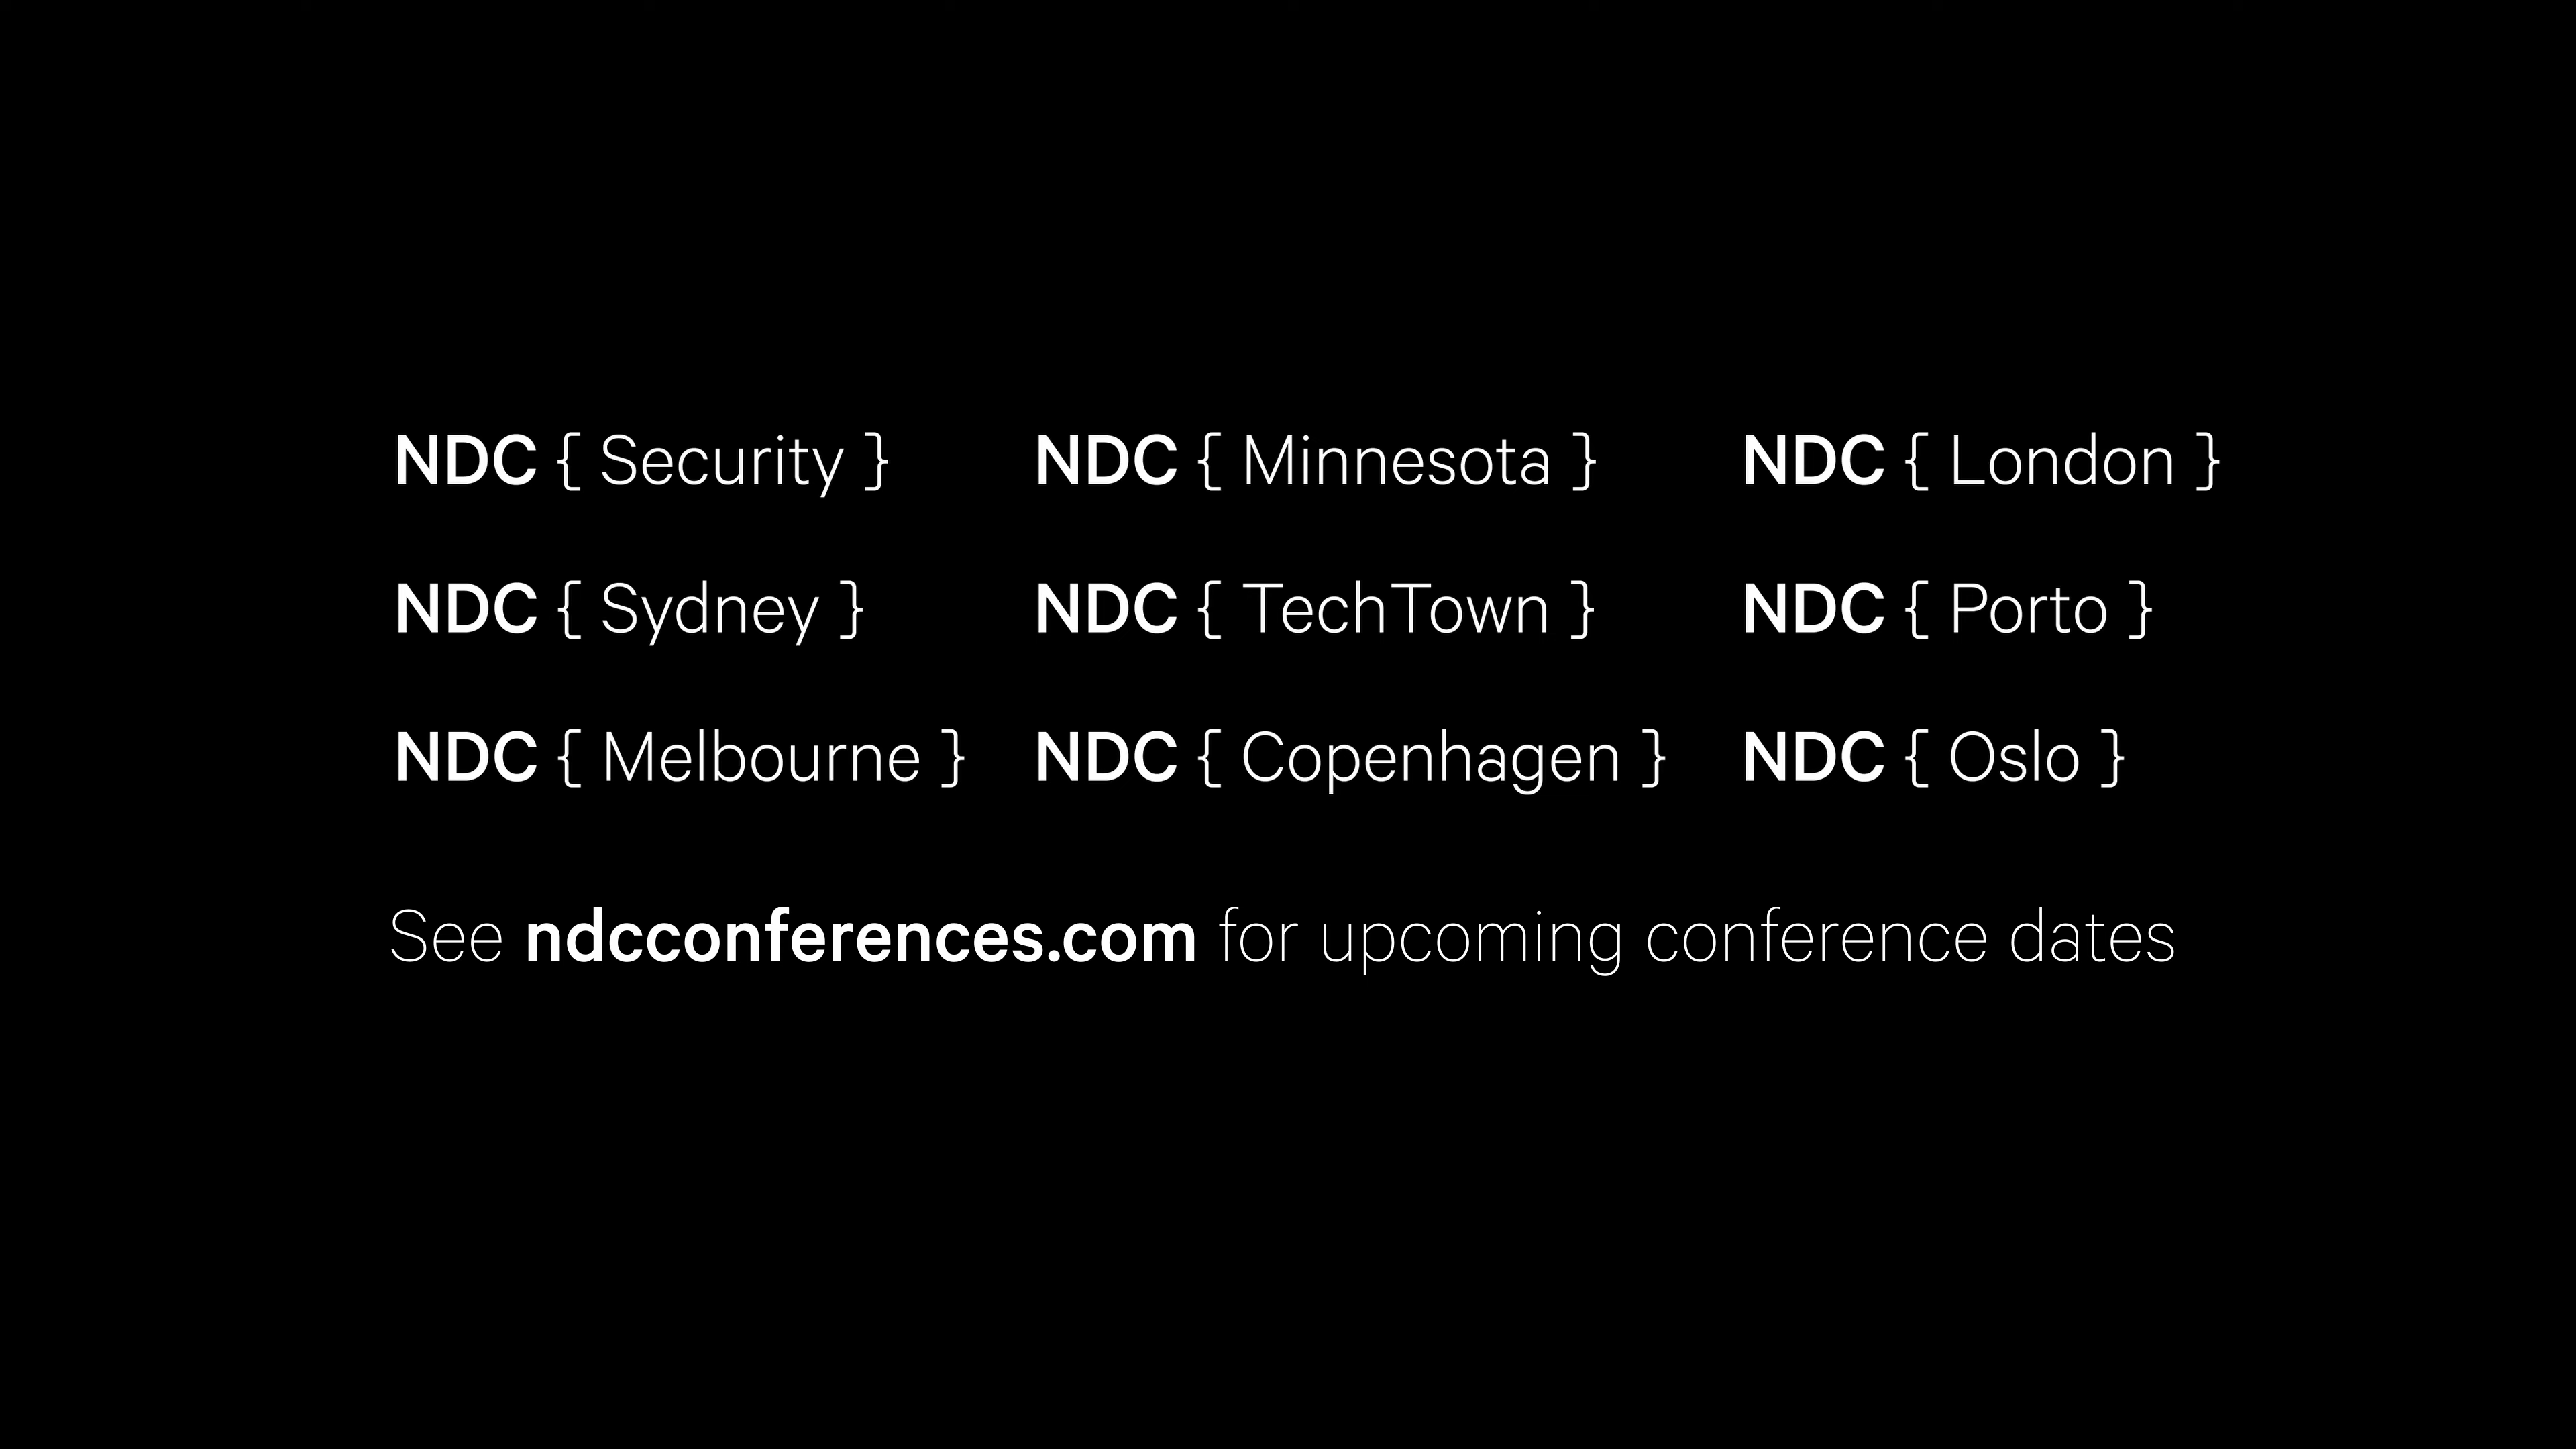 NDC { Security } NDC { Minnesota } NDC { London }
NDC { Sydney } NDC { TechTown } NDC { Porto }
NDC { Melbourne } NDC { Copenhagen } NDC { Oslo }
See ndcconferences.com for upcoming conference dates